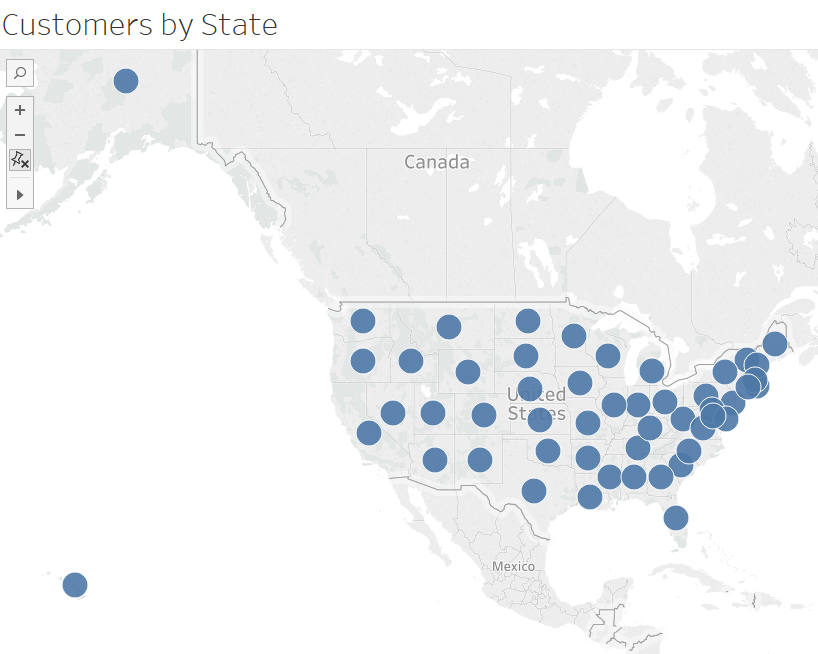 Customers by State
Canada
United
States
Mexico